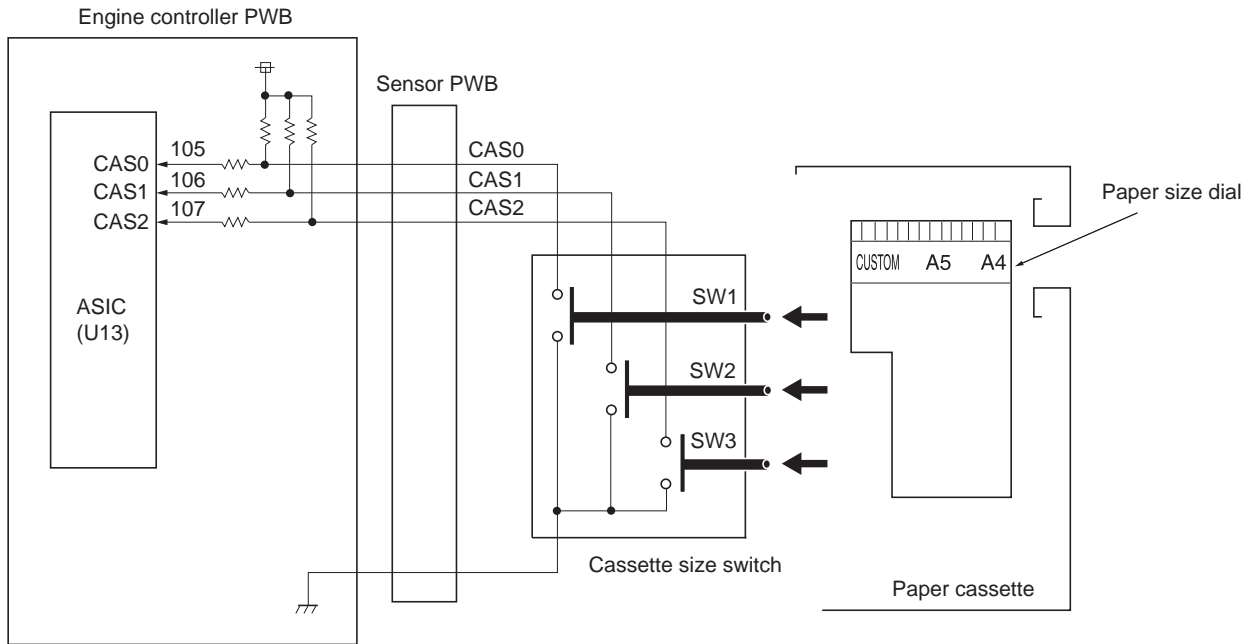 Engine controller PWB
Sensor PWB
CAS0
105
CAS0
CAS1
106
CAS1
CAS2
107
CAS2
Paper size dial
CUSTOM A5 A4
ASIC
(U13)
SW1
SW2
SW3
Cassette size switch
Paper cassette